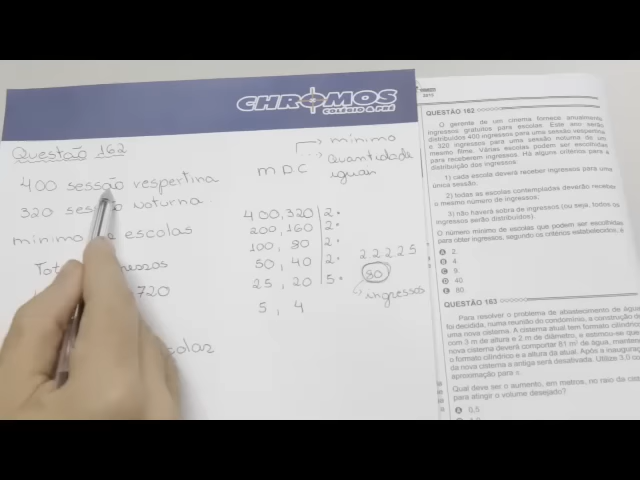 CHROMOS
COLÉGIO & PRÉ
Questão 162
400 sessão vespertina
320 noturna
mínimo escolas
720
mínimo
MDC Quantidade
iguais
400, 320 2
200, 160 2
100, 80 2
50, 40 2
25, 20 5
5, 4
2 2 2 2 5
80
ingressos
QUESTÃO 162
O gerente de um cinema fornece anualmente
ingressos gratuitos para escolas. Este ano serão
distribuídos 400 ingressos para uma sessão vespertina
e 320 ingressos para uma sessão noturna de um
mesmo filme. Várias escolas podem ser escolhidas
para receberem ingressos. Há alguns critérios para a
distribuição dos ingressos:
1) cada escola deverá receber ingressos para uma
única sessão;
2) todas as escolas contempladas deverão receber
o mesmo número de ingressos;
3) não haverá sobra de ingressos (ou seja, todos os
ingressos serão distribuídos).
O número mínimo de escolas que podem ser escolhidas
para obter ingressos, segundo os critérios estabelecidos, é
A 2.
B 4.
C 9.
D 40.
E 80.
QUESTÃO 163
Para resolver o problema de abastecimento de água
foi decidida, numa reunião do condomínio, a construção de
nova cisterna. A cisterna atual tem formato cilíndrico
com 3 m de altura e 2 m de diâmetro, e estimou-se que
nova cisterna deverá comportar 81 m³ de água, manten
o formato cilíndrico e a altura da atual. Após a inaugura
da nova cisterna a antiga será desativada. Utilize 3,0 co
aproximação para π.
Qual deve ser o aumento, em metros, no raio da cist
para atingir o volume desejado?
A 0,5